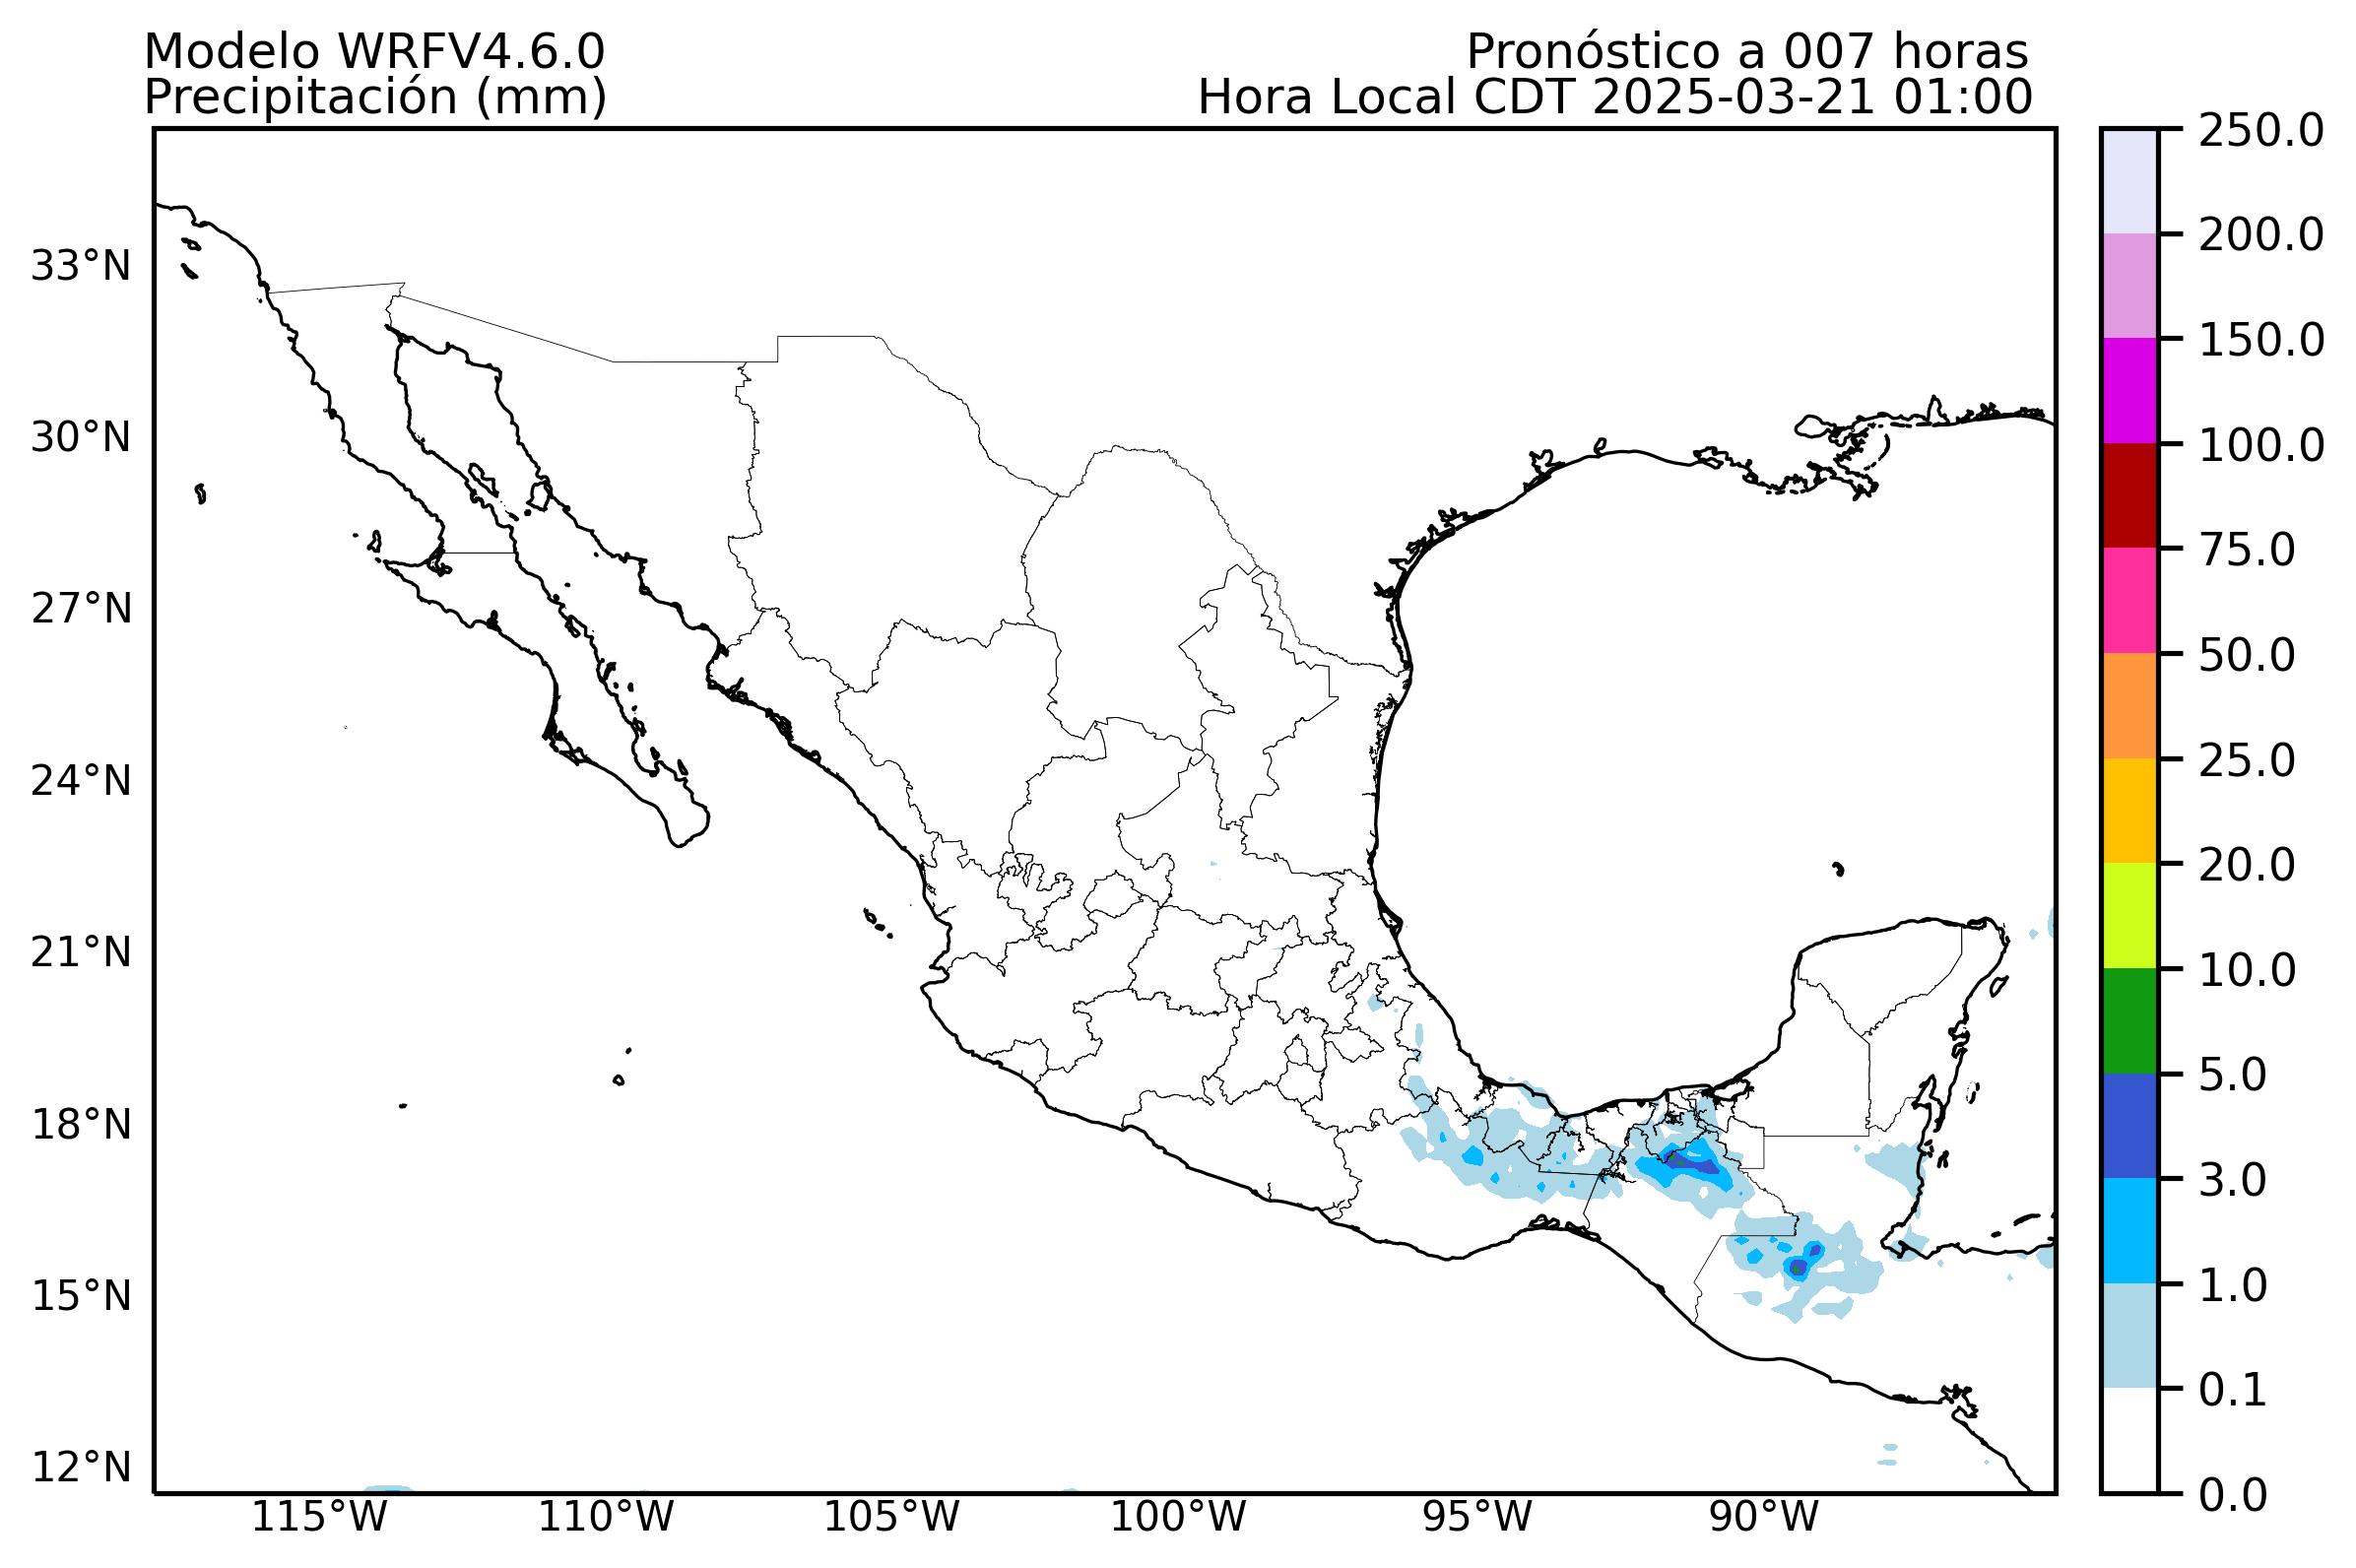 Modelo WRFV4.6.0
Precipitación (mm)
Pronóstico a 007 horas
Hora Local CDT 2025-03-21 01:00
33°N
30°N
27°N
24°N
21°N
18°N
15°N
12°N
115°W
110°W
105°W
100°W
95°W
90°W
250.0
200.0
150.0
100.0
75.0
50.0
25.0
20.0
10.0
5.0
3.0
1.0
0.1
0.0